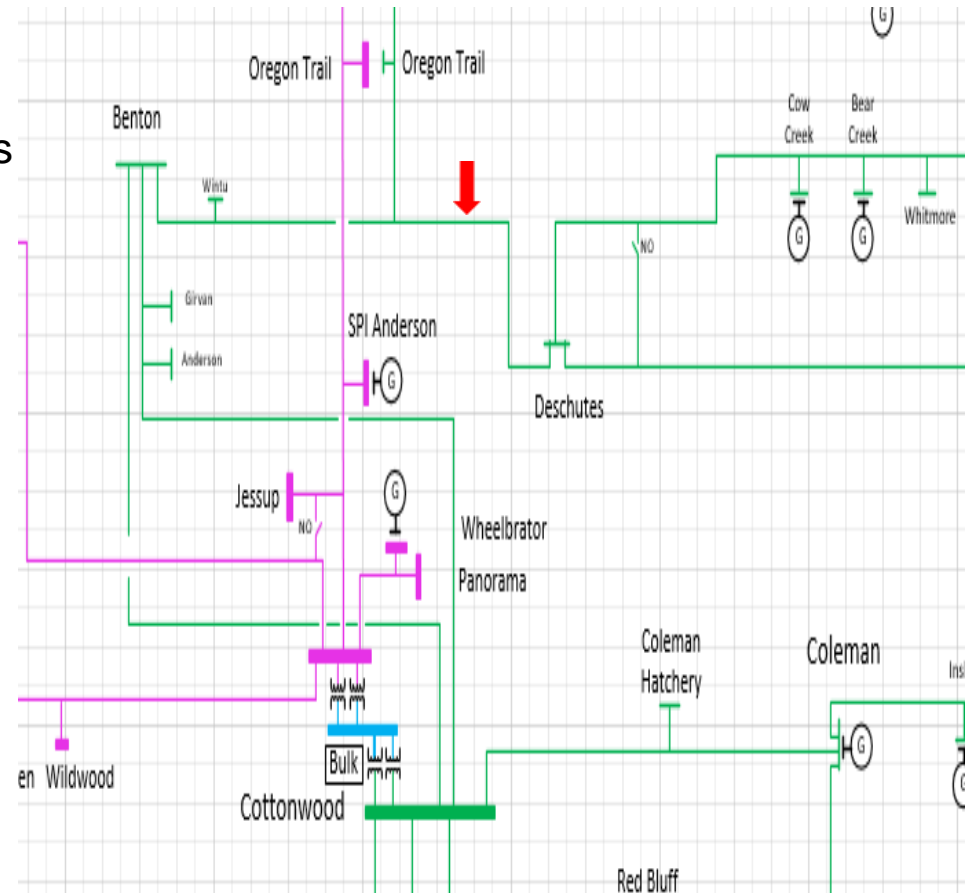 G
Oregon Trail
Oregon Trail
Benton
s
Cow
Creek
Bear
Creek
Wintu
Whitmore
G
G
NO
Girvan
SPI Anderson
Anderson
G
Deschutes
Jessup
G
NO
Wheelbrator
Panorama
Coleman
Hatchery
Coleman
G
en Wildwood
Bulk
Cottonwood
G
Red Bluff